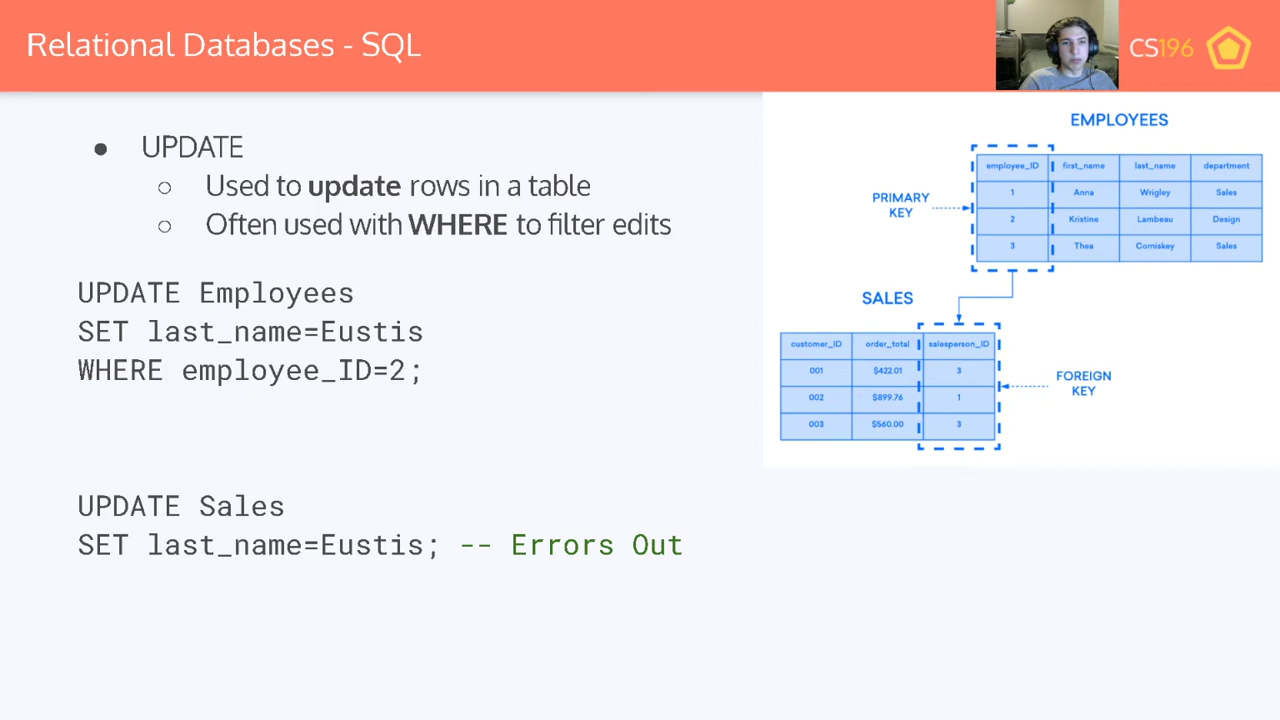 Relational Databases - SQL
CS196
● UPDATE
○ Used to update rows in a table
○ Often used with WHERE to filter edits
UPDATE Employees
SET last_name=Eustis
WHERE employee_ID=2;
UPDATE Sales
SET last_name=Eustis; -- Errors Out
EMPLOYEES
employee_ID first_name last_name department
1 Anna Wrigley Sales
2 Kristine Lambeau Design
3 Thea Comiskey Sales
PRIMARY
KEY
SALES
customer_ID order_total salesperson_ID
001 $422.01 3
002 $899.76 1
003 $560.00 3
FOREIGN
KEY